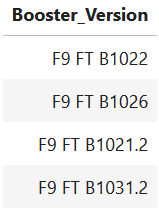 Booster_Version
F9 FT B1022
F9 FT B1026
F9 FT B1021.2
F9 FT B1031.2